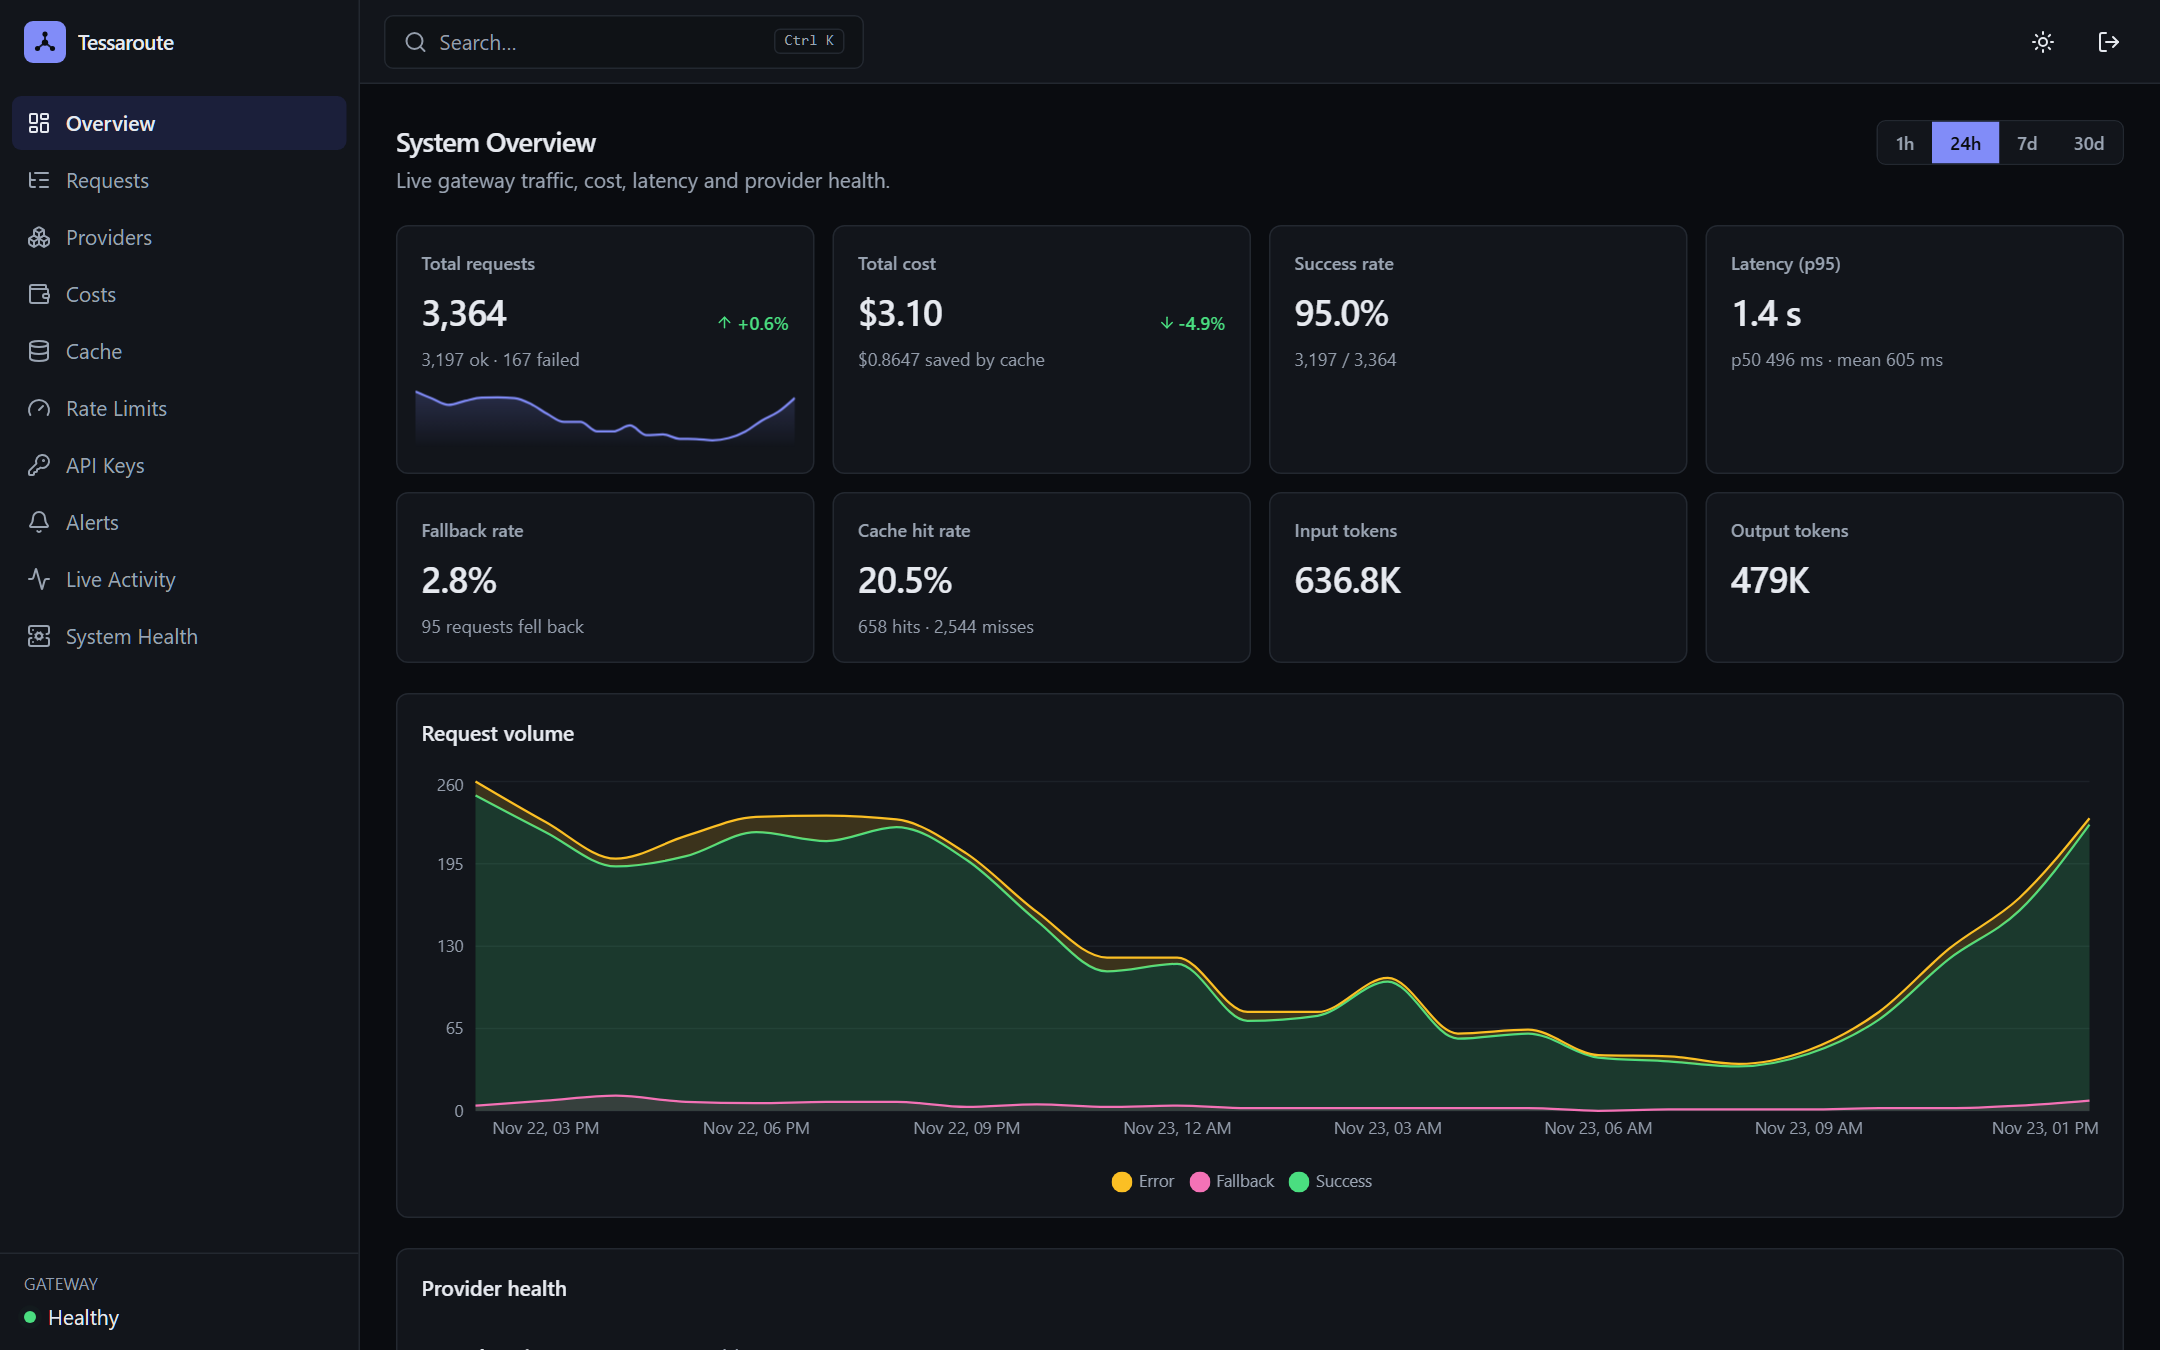 Tessaroute
Search...
Ctrl K
Overview
Requests
Providers
Costs
Cache
Rate Limits
API Keys
Alerts
Live Activity
System Health
GATEWAY
Healthy
System Overview
Live gateway traffic, cost, latency and provider health.
1h 24h 7d 30d
Total requests
3,364
+0.6%
3,197 ok · 167 failed
Total cost
$3.10
-4.9%
$0.8647 saved by cache
Success rate
95.0%
3,197 / 3,364
Latency (p95)
1.4 s
p50 496 ms · mean 605 ms
Fallback rate
2.8%
95 requests fell back
Cache hit rate
20.5%
658 hits · 2,544 misses
Input tokens
636.8K
Output tokens
479K
Request volume
260
195
130
65
0
Nov 22, 03 PM
Nov 22, 06 PM
Nov 22, 09 PM
Nov 23, 12 AM
Nov 23, 03 AM
Nov 23, 06 AM
Nov 23, 09 AM
Nov 23, 01 PM
Error
Fallback
Success
Provider health